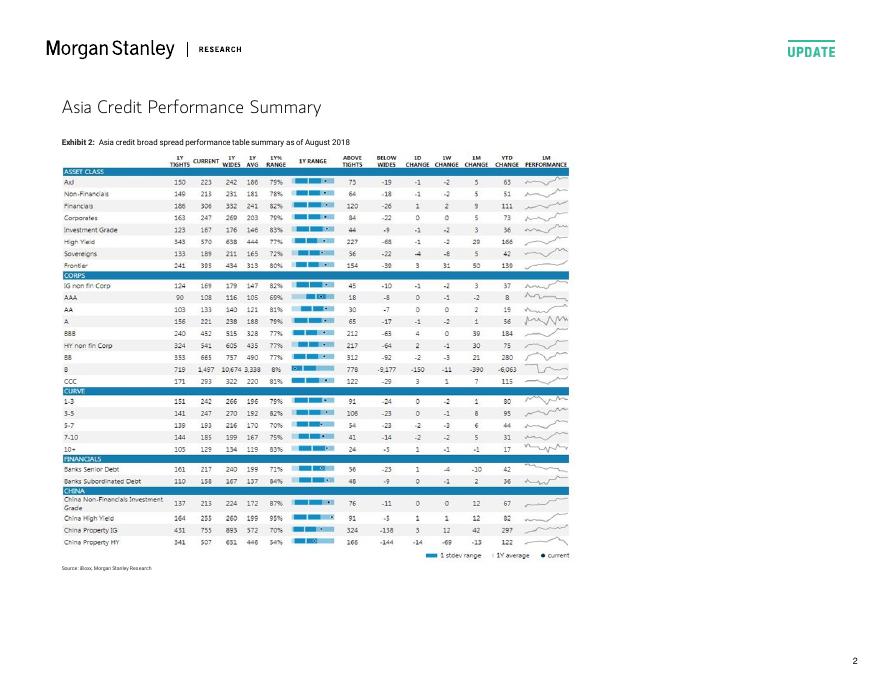 Morgan Stanley | RESEARCH
UPDATE
Asia Credit Performance Summary
Exhibit 2: Asia credit broad spread performance table summary as of August 2018
1Y TIGHTS CURRENT 1Y WIDES 1Y AVG 1Y% RANGE 1Y RANGE ABOVE TIGHTS BELOW WIDES 1D CHANGE 1W CHANGE 1M CHANGE YTD CHANGE 1M PERFORMANCE
ASSET CLASS
150 223 242 186 79% 73 -19 -1 -2 5 63
Non-Financials 149 213 231 181 78% 64 -18 -1 -2 5 51
Financials 186 306 332 241 82% 120 -26 1 2 9 111
Corporates 163 247 269 203 79% 84 -22 0 0 5 73
Investment Grade 123 167 176 146 83% 44 -9 -1 -2 3 36
High Yield 343 570 638 444 77% 227 -68 -1 -2 29 166
Sovereigns 133 189 211 165 72% 56 -22 -4 -8 5 42
Frontier 241 395 434 313 80% 154 -39 3 31 50 139
CORPS
IG non fin Corp 124 169 179 147 82% 45 -10 -1 -2 3 37
AAA 90 108 116 105 69% 18 -8 0 -1 -2 8
AA 103 133 140 121 81% 30 -7 0 0 2 19
A 156 221 238 188 79% 65 -17 -1 -2 1 56
BBB 240 452 515 328 77% 212 -63 4 0 39 184
HY non fin Corp 324 541 605 435 77% 217 -64 2 -1 30 75
BB 353 665 757 490 77% 312 -92 -2 -3 21 280
B 719 1,497 10,674 3,338 8% 778 -9,177 -150 -11 -390 -6,063
CCC 171 293 322 220 81% 122 -29 3 1 7 115
CURVE
1-3 151 242 266 196 79% 91 -24 0 -2 1 80
3-5 141 247 270 192 82% 106 -23 0 -1 8 95
5-7 139 193 216 170 70% 54 -23 -2 -3 6 44
7-10 144 185 199 167 75% 41 -14 -2 -2 5 31
10+ 105 129 134 119 83% 24 -5 1 -1 -1 17
FINANCIALS
Banks Senior Debt 161 217 240 199 71% 56 -23 1 -4 -10 42
Banks Subordinated Debt 110 158 167 137 84% 48 -9 0 -1 2 36
CHINA
China Non-Financials Investment
Grade 137 213 224 172 87% 76 -11 0 0 12 67
China High Yield 164 255 260 199 95% 91 -5 1 1 12 82
China Property IG 431 755 893 572 70% 324 -138 3 12 42 297
China Property HY 341 507 651 446 54% 166 -144 -14 -69 -13 122
1 stdev range 1Y average current
Source: iBoxx, Morgan Stanley Research
2